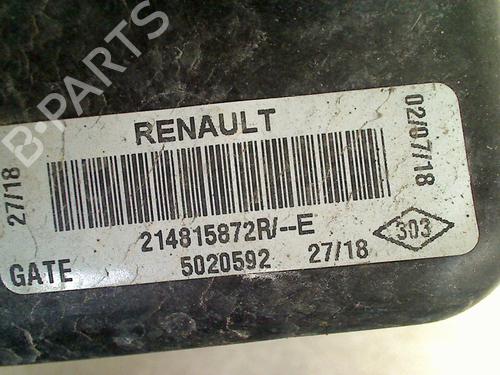 B-PARTS
RENAULT
27/18
02/07/18
214815872R/--E
303
GATE 5020592 27/18